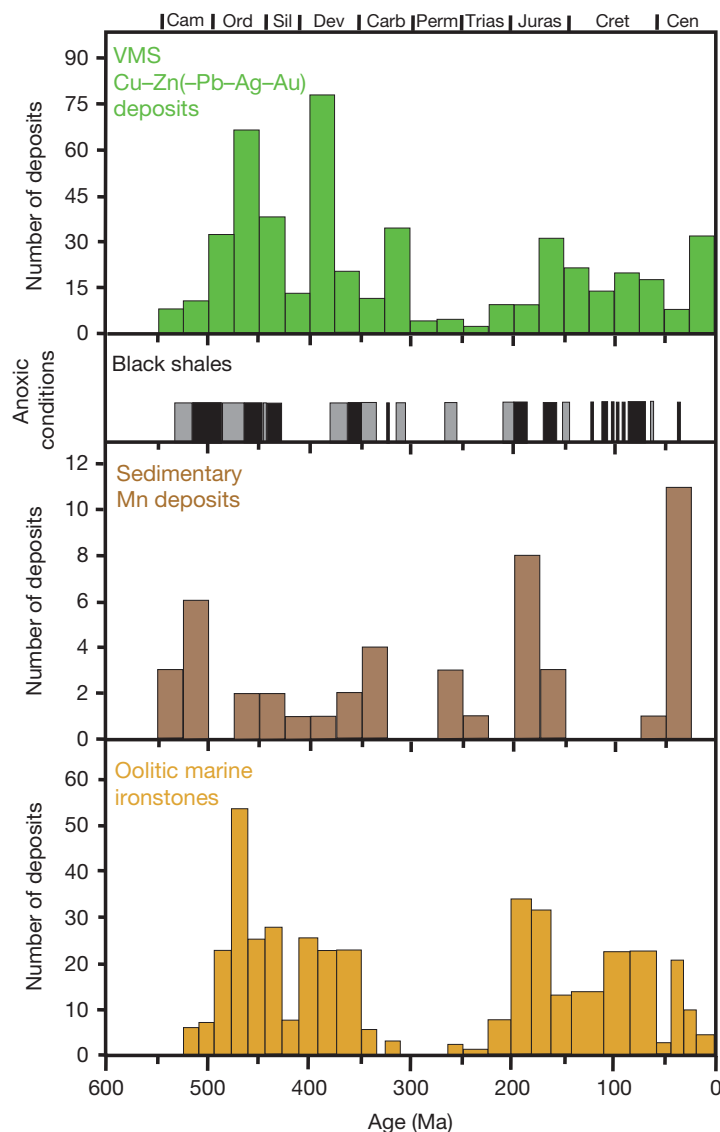 Cam Ord Sil Dev Carb Perm Trias Juras Cret Cen
VMS
Cu–Zn(–Pb–Ag–Au)
deposits
Number of deposits
90
75
60
45
30
15
0
Black shales
Anoxic
conditions
Sedimentary
Mn deposits
Number of deposits
12
10
8
6
4
2
0
Oolitic marine
ironstones
Number of deposits
60
50
40
30
20
10
0
600 500 400 300 200 100 0
Age (Ma)